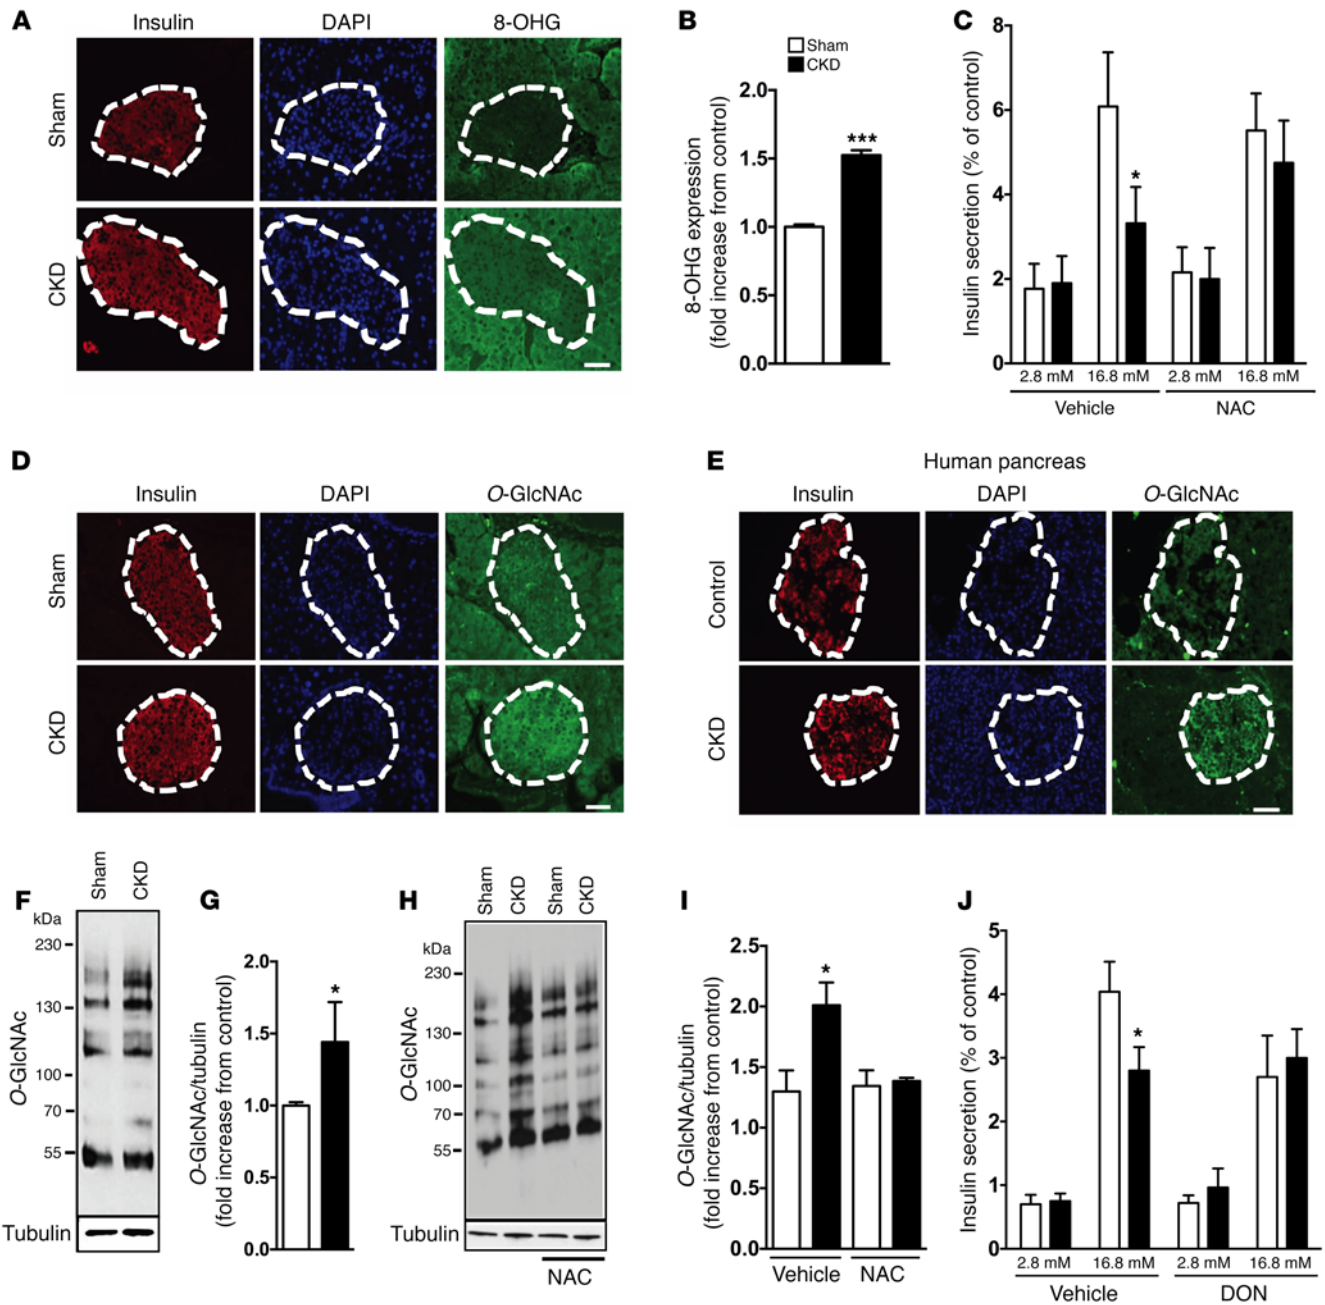 A
Insulin
DAPI
8-OHG
Sham
CKD
B
Sham
CKD
8-OHG expression
(fold increase from control)
2.0
1.5
1.0
0.5
0.0
***
C
Insulin secretion (% of control)
8
6
4
2
0
*
2.8 mM
16.8 mM
2.8 mM
16.8 mM
Vehicle
NAC
D
Insulin
DAPI
O-GlcNAc
Sham
CKD
E
Human pancreas
Insulin
DAPI
O-GlcNAc
Control
CKD
F
Sham
CKD
kDa
230
130
100
70
55
O-GlcNAc
Tubulin
G
O-GlcNAc/tubulin
(fold increase from control)
2.0
1.5
1.0
0.5
0.0
*
H
Sham
CKD
Sham
CKD
kDa
230
130
100
70
55
O-GlcNAc
Tubulin
NAC
I
O-GlcNAc/tubulin
(fold increase from control)
2.5
2.0
1.5
1.0
0.5
0.0
*
Vehicle
NAC
J
Insulin secretion (% of control)
5
4
3
2
1
0
*
2.8 mM
16.8 mM
2.8 mM
16.8 mM
Vehicle
DON